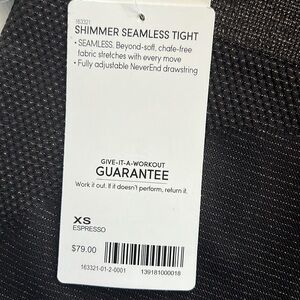 163321
SHIMMER SEAMLESS TIGHT
• SEAMLESS. Beyond-soft, chafe-free
fabric stretches with every move
• Fully adjustable NeverEnd drawstring
GIVE-IT-A-WORKOUT
GUARANTEE
Work it out. If it doesn't perform, return it.
XS
ESPRESSO
$79.00
163321-01-2-0001
139181000018